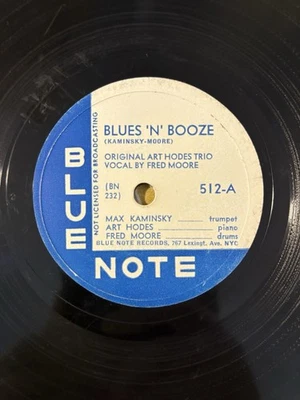 BLUES 'N' BOOZE
(KAMINSKY-MOORE)
NOT LICENSED FOR BROADCASTING
ORIGINAL ART HODES TRIO
VOCAL BY FRED MOORE
(BN
232)
512-A
MAX KAMINSKY trumpet
ART HODES piano
FRED MOORE drums
BLUE NOTE RECORDS, 767 Lexingt. Ave. NYC
BLUE
NOTE